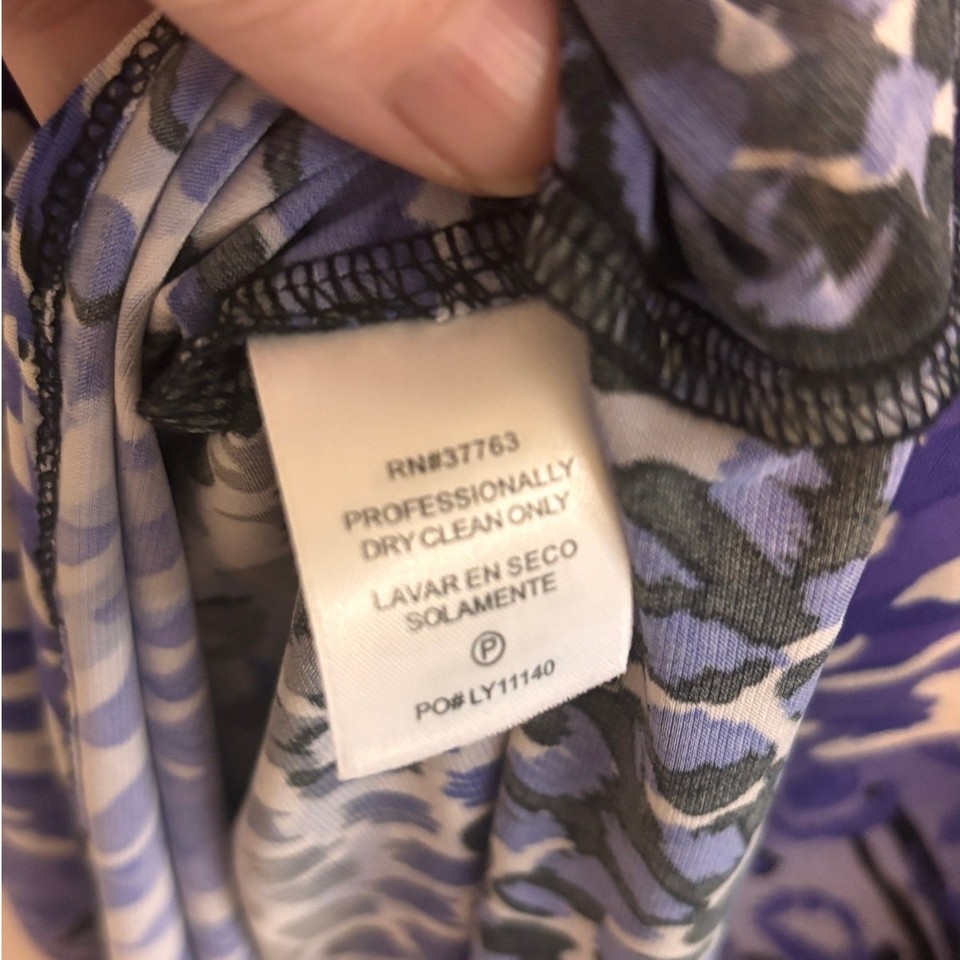 RN#37763
PROFESSIONALLY
DRY CLEAN ONLY
LAVAR EN SECO
SOLAMENTE
P
PO# LY11140